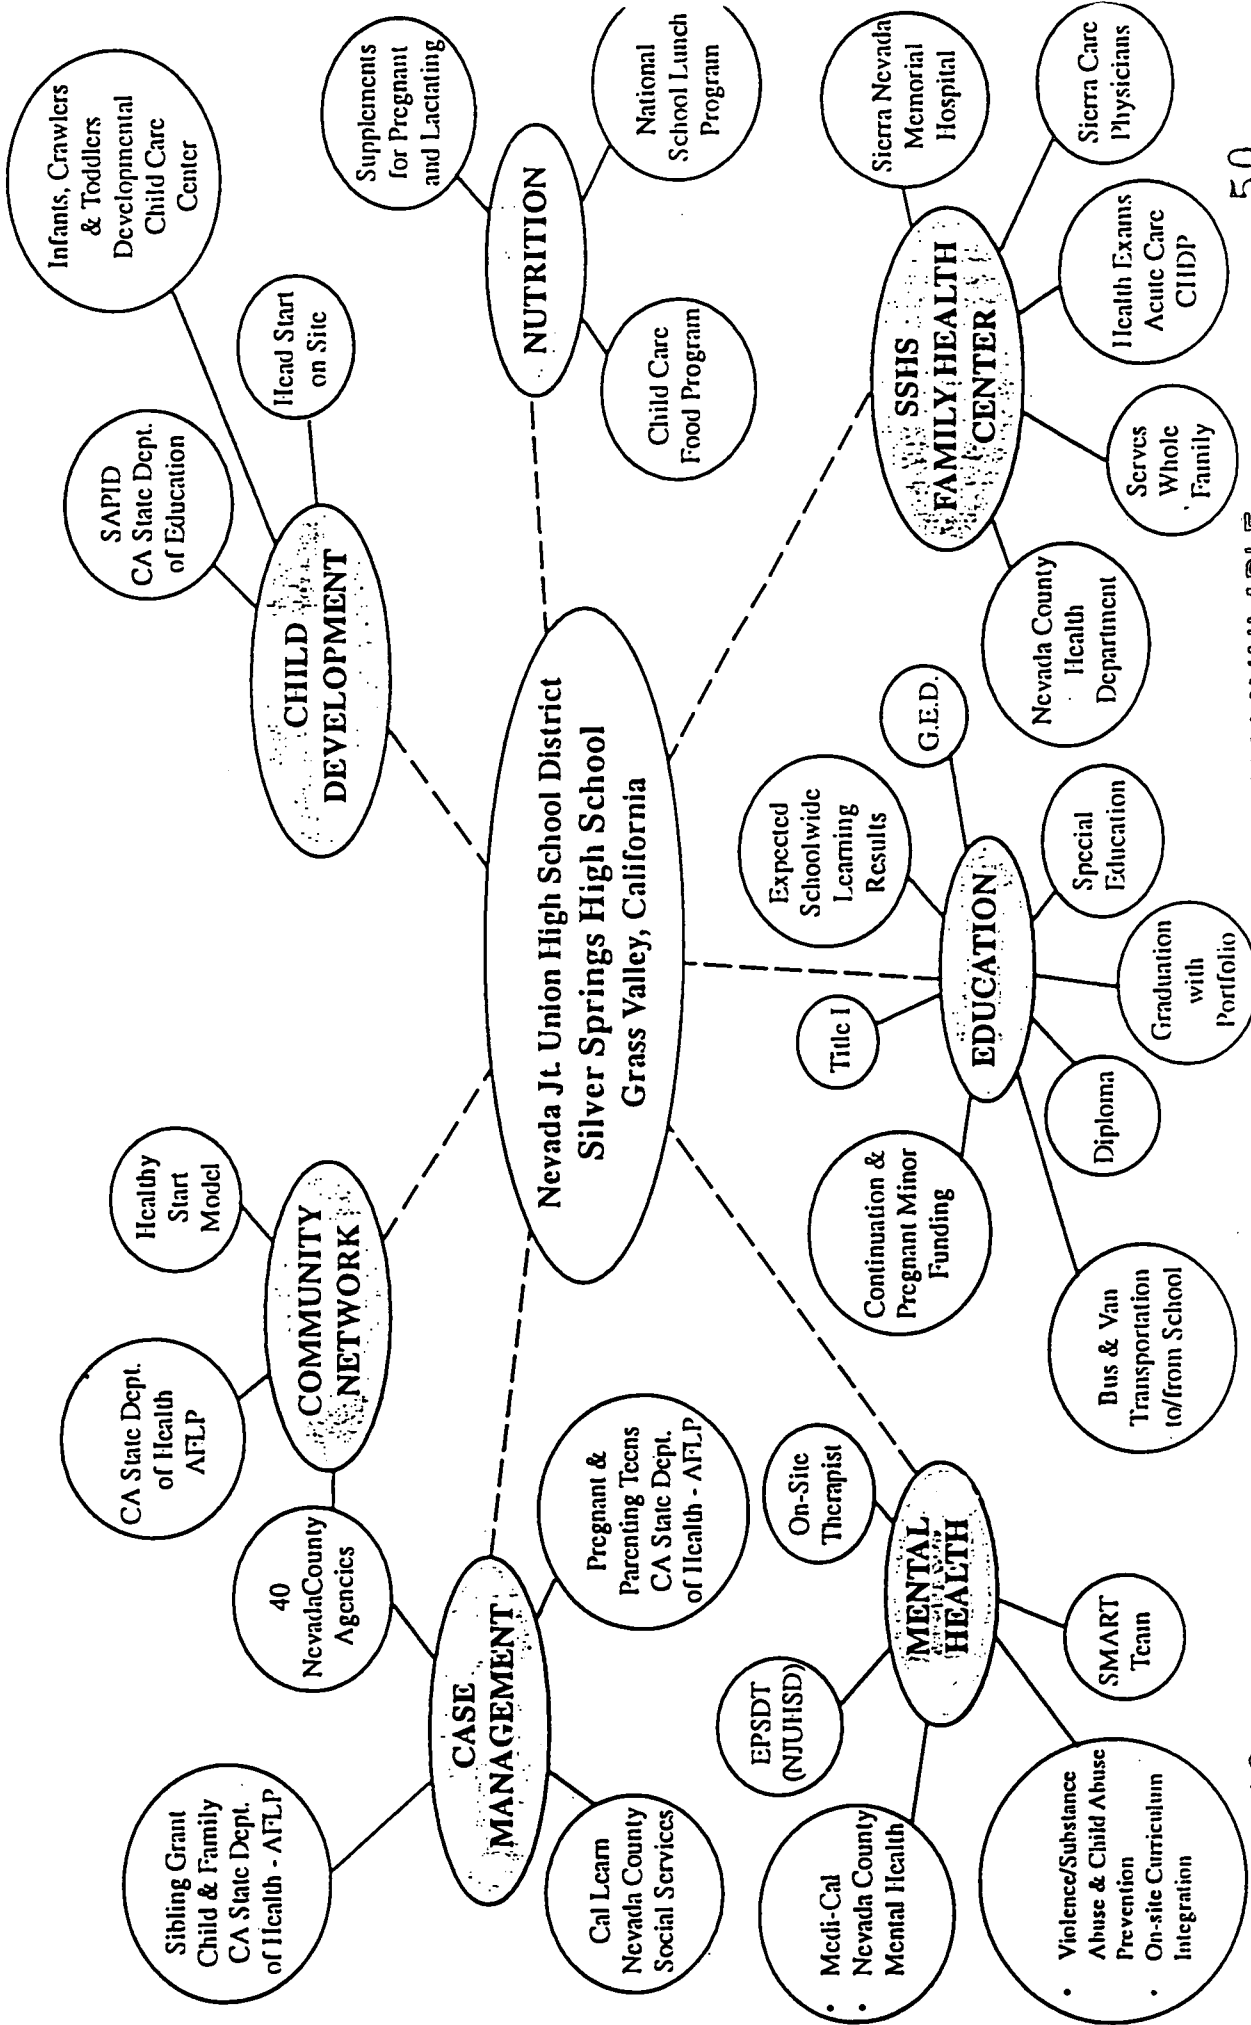 Sibling Grant
Child & Family
CA State Dept.
of Health - AFLP
40
NevadaCounty
Agencies
CA State Dept.
of Health
AFLP
Healthy
Start
Model
SAPID
CA State Dept.
of Education
Infants, Crawlers
& Toddlers
Developmental
Child Care
Center
Head Start
on Site
COMMUNITY
NETWORK
CHILD
DEVELOPMENT
Supplements
for Pregnant
and Lactating
CASE
MANAGEMENT
NUTRITION
National
School Lunch
Program
Cal Learn
Nevada County
Social Services
Pregnant &
Parenting Teens
CA State Dept.
of Health - AFLP
Nevada Jt. Union High School District
Silver Springs High School
Grass Valley, California
Child Care
Food Program
EPSDT
(NJUHSD)
On-Site
Therapist
Continuation &
Pregnant Minor
Funding
Title I
Expected
Schoolwide
Learning
Results
G.E.D.
Sierra Nevada
Memorial
Hospital
• Medi-Cal
• Nevada County
Mental Health
MENTAL
HEALTH
EDUCATION
SSHS
FAMILY HEALTH
CENTER
Nevada County
Health
Department
Sierra Care
Physicians
• Violence/Substance
Abuse & Child Abuse
Prevention
• On-site Curriculum
Integration
SMART
Team
Bus & Van
Transportation
to/from School
Diploma
Graduation
with
Portfolio
Special
Education
Serves
Whole
Family
Health Exams
Acute Care
CHDP
50